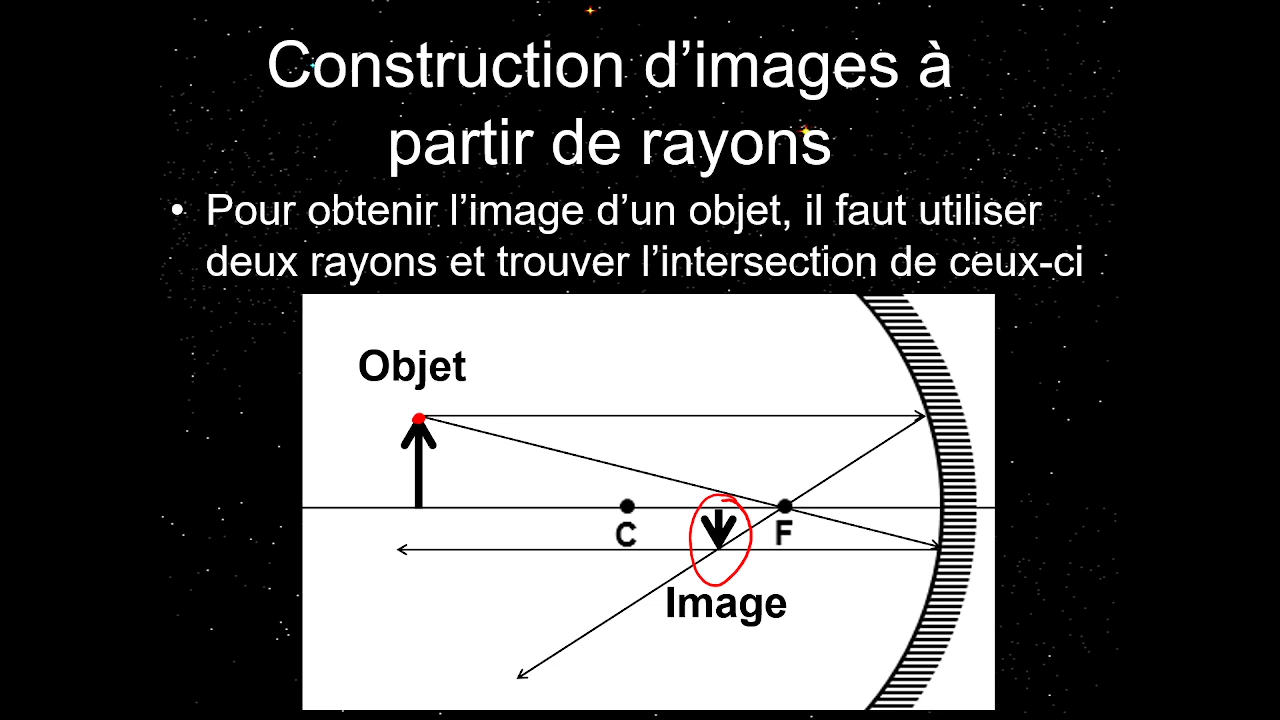 Construction d’images à
partir de rayons
• Pour obtenir l’image d’un objet, il faut utiliser
deux rayons et trouver l’intersection de ceux-ci
Objet
C
F
Image